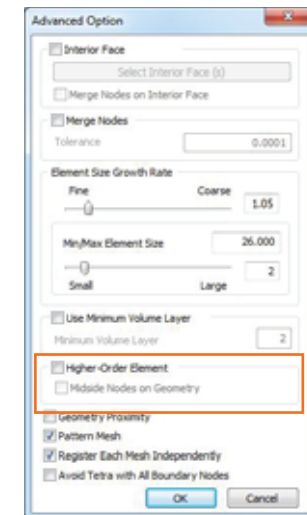 Advanced Option
Interior Face
Select Interior Face (s)
Merge Nodes on Interior Face
Merge Nodes
Tolerance 0.0001
Element Size Growth Rate
Fine Coarse
1.05
Min/Max Element Size 26.000
2
Small Large
Use Minimum Volume Layer
Minimum Volume Layer 2
Higher-Order Element
Midside Nodes on Geometry
Geometry Proximity
Pattern Mesh
Register Each Mesh Independently
Avoid Tetra with All Boundary Nodes
OK Cancel